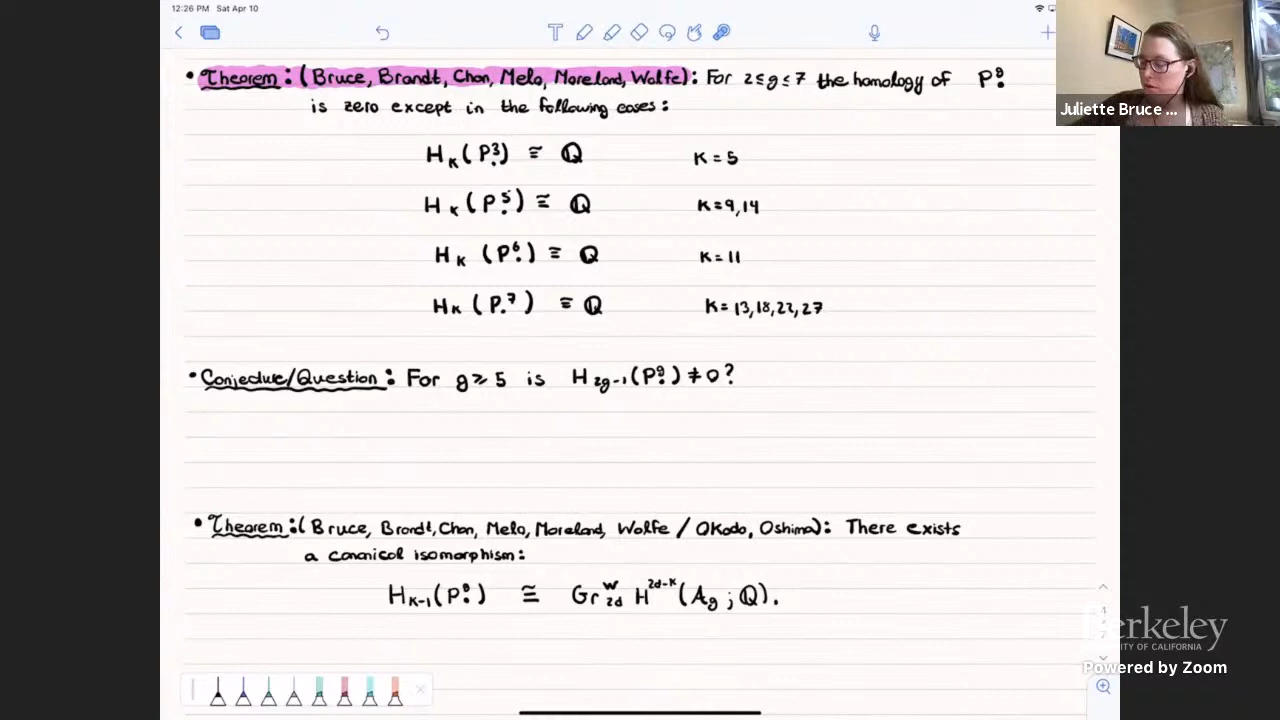 12:26 PM Sat Apr 10
• Theorem: (Bruce, Brandt, Chan, Melo, Moreland, Wolfe): For 2≤g≤7 the homology of P^g_•
is zero except in the following cases:
H_K(P^3_•) ≅ Q K=5
H_K(P^5_•) ≅ Q K=9,14
H_K(P^6_•) ≅ Q K=11
H_K(P^7_•) ≅ Q K=13,18,22,27
• Conjecture/Question: For g≥5 is H_{2g-1}(P^g_•) ≠ 0?
• Theorem: (Bruce, Brandt, Chan, Melo, Moreland, Wolfe / Okado, Oshima): There exists
a canonical isomorphism:
H_{K-1}(P^g_•) ≅ Gr^W_{2d} H^{2d-K}(A_g; Q).
Juliette Bruce ...
Berkeley
Powered by Zoom